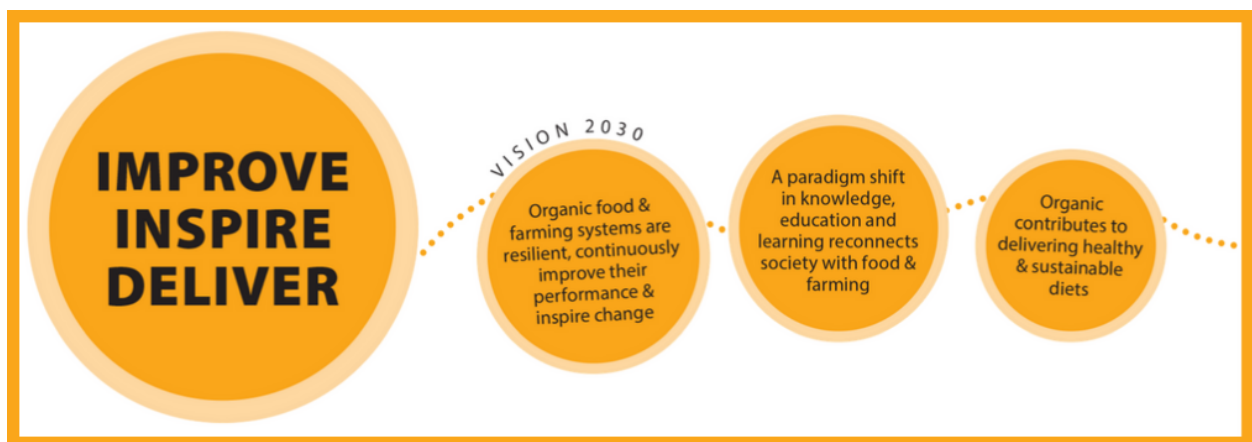 IMPROVE
INSPIRE
DELIVER
VISION 2030
Organic food &
farming systems are
resilient, continuously
improve their
performance &
inspire change
A paradigm shift
in knowledge,
education and
learning reconnects
society with food &
farming
Organic
contributes to
delivering healthy
& sustainable
diets